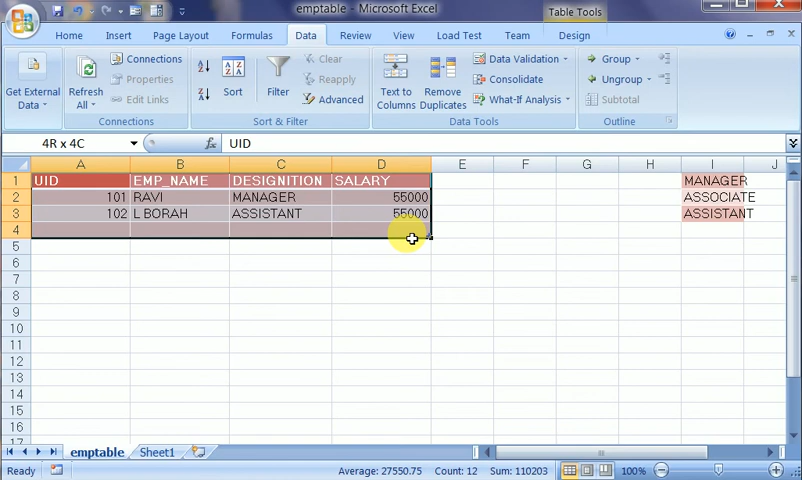 emptable - Microsoft Excel
Table Tools
Home Insert Page Layout Formulas Data Review View Load Test Team Design
Get External Data
Refresh All
Connections
Properties
Edit Links
Connections
Sort
Filter
Clear
Reapply
Advanced
Sort & Filter
Text to Columns
Remove Duplicates
Data Validation
Consolidate
What-If Analysis
Data Tools
Group
Ungroup
Subtotal
Outline
4R x 4C fx UID
A B C D E F G H I J
1 UID EMP_NAME DESIGNITION SALARY MANAGER
2 101 RAVI MANAGER 55000 ASSOCIATE
3 102 L BORAH ASSISTANT 55000 ASSISTANT
4
5
6
7
8
9
10
11
12
13
14
15
16
17
emptable Sheet1
Ready Average: 27550.75 Count: 12 Sum: 110203 100%